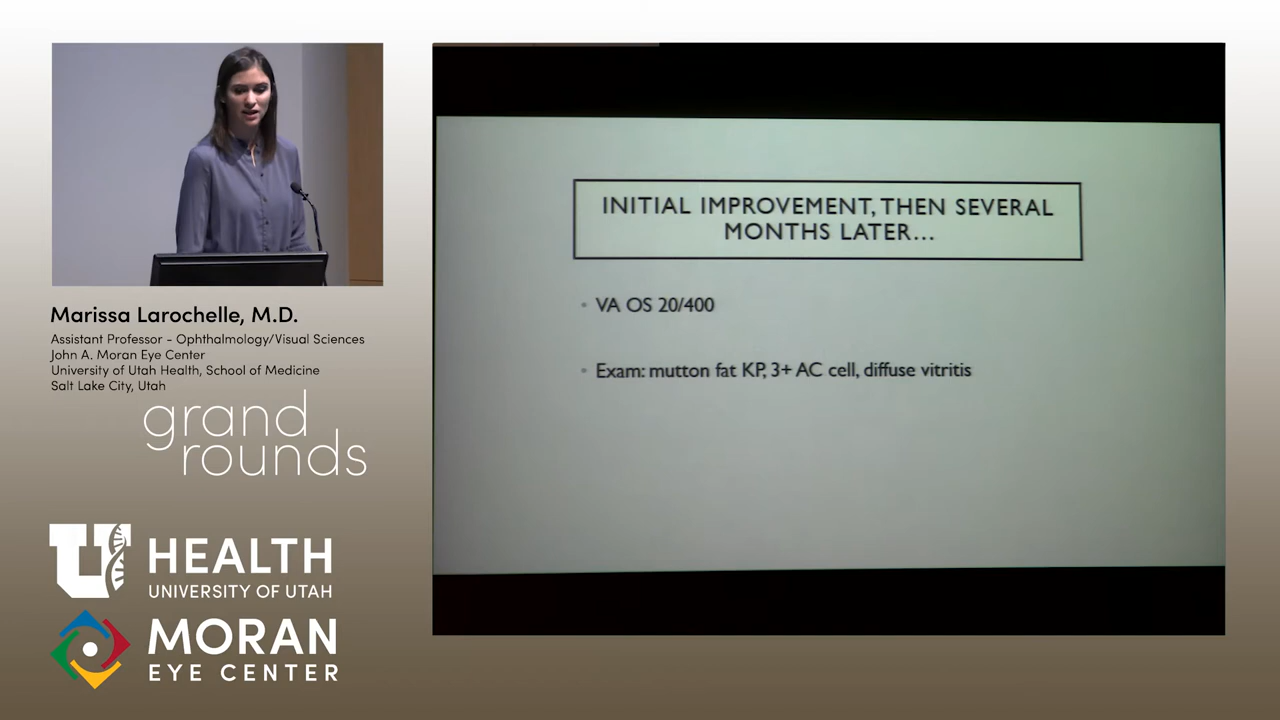 Marissa Larochelle, M.D.
Assistant Professor - Ophthalmology/Visual Sciences
John A. Moran Eye Center
University of Utah Health, School of Medicine
Salt Lake City, Utah
grand
rounds
U HEALTH
UNIVERSITY OF UTAH
MORAN
EYE CENTER
INITIAL IMPROVEMENT, THEN SEVERAL
MONTHS LATER...
• VA OS 20/400
• Exam: mutton fat KP, 3+ AC cell, diffuse vitritis